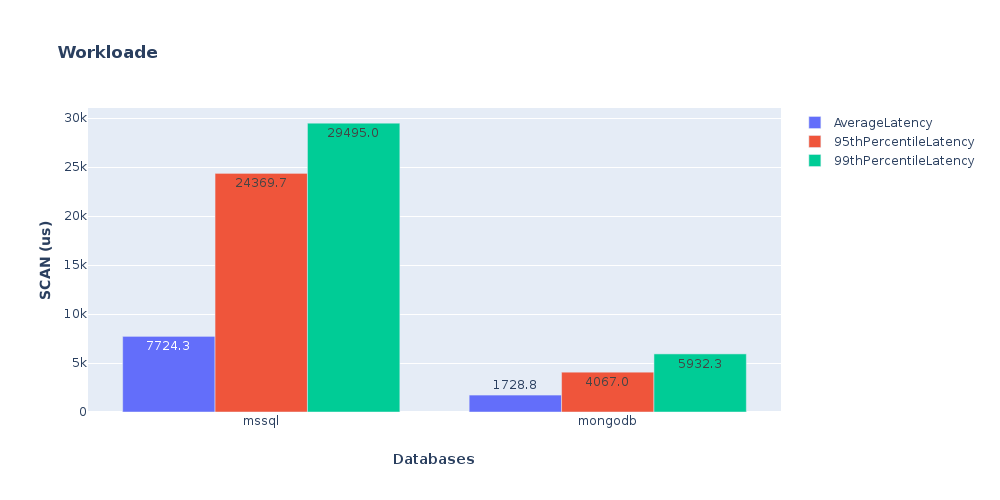 Workloade
AverageLatency
95thPercentileLatency
99thPercentileLatency
SCAN (us)
30k
25k
20k
15k
10k
5k
0
7724.3
24369.7
29495.0
1728.8
4067.0
5932.3
mssql
mongodb
Databases